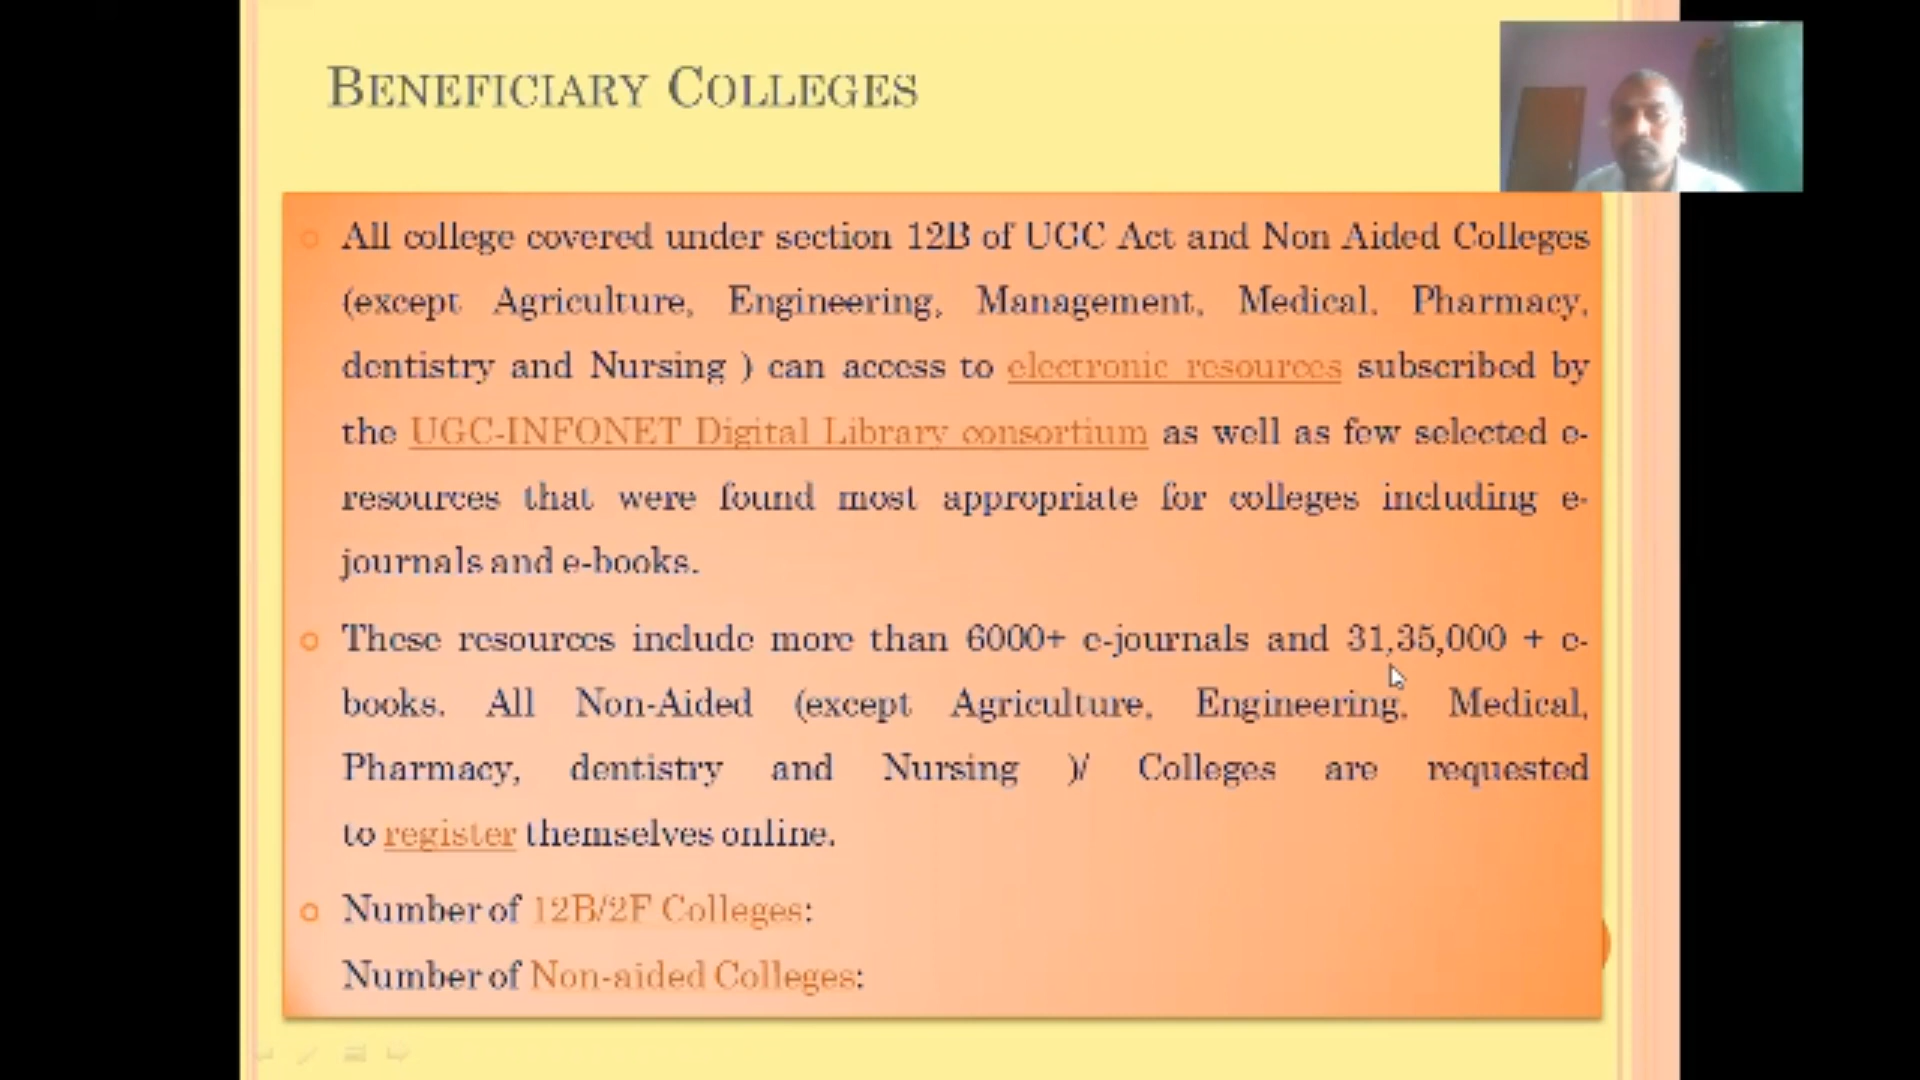 BENEFICIARY COLLEGES
All college covered under section 12B of UGC Act and Non Aided Colleges
(except Agriculture, Engineering, Management, Medical, Pharmacy,
dentistry and Nursing ) can access to electronic resources subscribed by
the UGC-INFONET Digital Library consortium as well as few selected e-
resources that were found most appropriate for colleges including e-
journals and e-books.
These resources include more than 6000+ e-journals and 31,35,000 + e-
books. All Non-Aided (except Agriculture, Engineering, Medical,
Pharmacy, dentistry and Nursing )/ Colleges are requested
to register themselves online.
Number of 12B/2F Colleges:
Number of Non-aided Colleges: